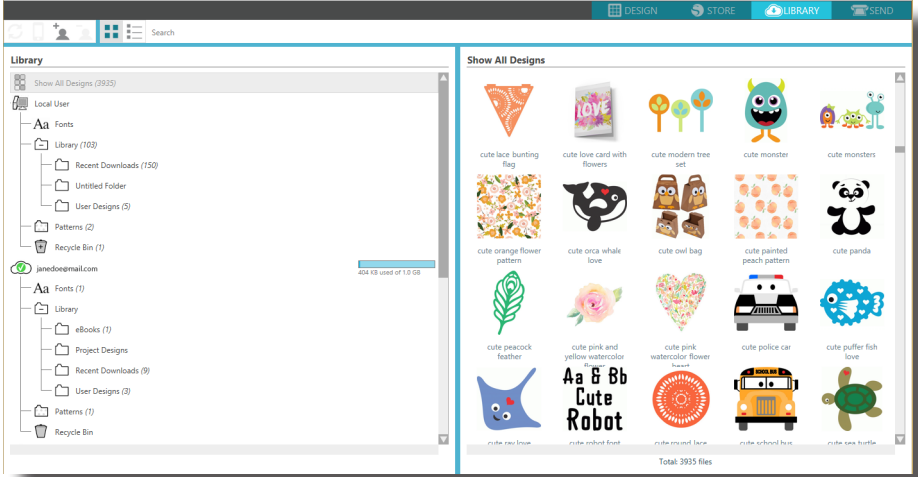 DESIGN
STORE
LIBRARY
SEND
Search
Library
Show All Designs (3935)
Local User
Aa Fonts
Library (103)
Recent Downloads (150)
Untitled Folder
User Designs (5)
Patterns (2)
Recycle Bin (1)
janedoe@mail.com
404 KB used of 1.0 GB
Aa Fonts (1)
Library
eBooks (1)
Project Designs
Recent Downloads (9)
User Designs (3)
Patterns (1)
Recycle Bin
Show All Designs
LOVE
cute lace bunting
flag
cute love card with
flowers
cute modern tree
set
cute monster
cute monsters
cute orange flower
pattern
cute orca whale
love
cute owl bag
cute painted
peach pattern
cute panda
cute peacock
feather
cute pink and
yellow watercolor
flower
cute pink
watercolor flower
heart
cute police car
cute puffer fish
love
Aa & Bb
Cute
Robot
SCHOOL BUS
cute ray love
cute robot font
cute round lace
cute school bus
cute sea turtle
Total: 3935 files